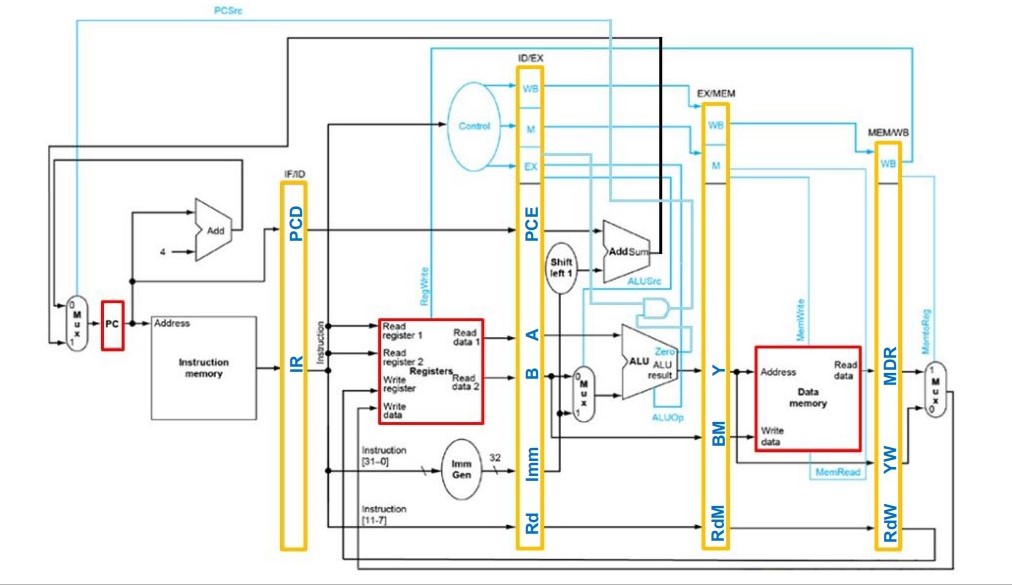 PCSrc
ID/EX
WB
EX/MEM
Control
M
WB
MEM/WB
EX
M
WB
IF/ID
PCD
PCE
Add
4
Add Sum
Shift
left 1
ALUSrc
RegWrite
MemWrite
MemtoReg
0
M
u
x
1
PC
Address
Instruction
memory
Instruction
IR
Read
register 1
Read
data 1
Read
register 2
Registers
Read
data 2
Write
register
Write
data
A
B
0
M
u
x
1
Zero
ALU
ALU
result
ALUOp
Y
Address
Read
data
Data
memory
Write
data
MemRead
MDR
1
M
u
x
0
BM
YW
Instruction
[31–0]
Imm
Gen
32
Imm
Instruction
[11-7]
Rd
RdM
RdW